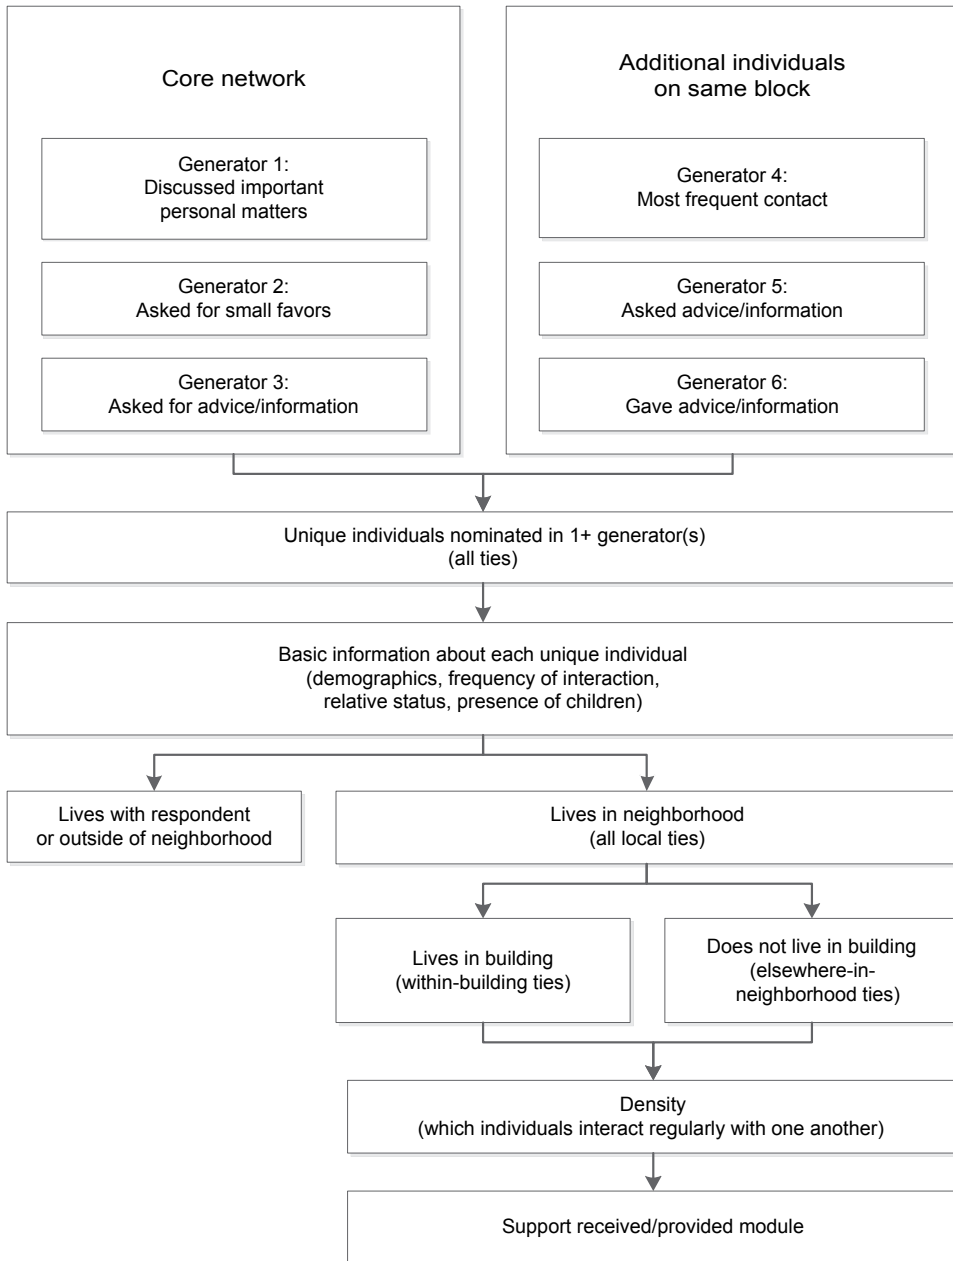 Core network
Generator 1:
Discussed important
personal matters
Generator 2:
Asked for small favors
Generator 3:
Asked for advice/information
Additional individuals
on same block
Generator 4:
Most frequent contact
Generator 5:
Asked advice/information
Generator 6:
Gave advice/information
Unique individuals nominated in 1+ generator(s)
(all ties)
Basic information about each unique individual
(demographics, frequency of interaction,
relative status, presence of children)
Lives with respondent
or outside of neighborhood
Lives in neighborhood
(all local ties)
Lives in building
(within-building ties)
Does not live in building
(elsewhere-in-
neighborhood ties)
Density
(which individuals interact regularly with one another)
Support received/provided module